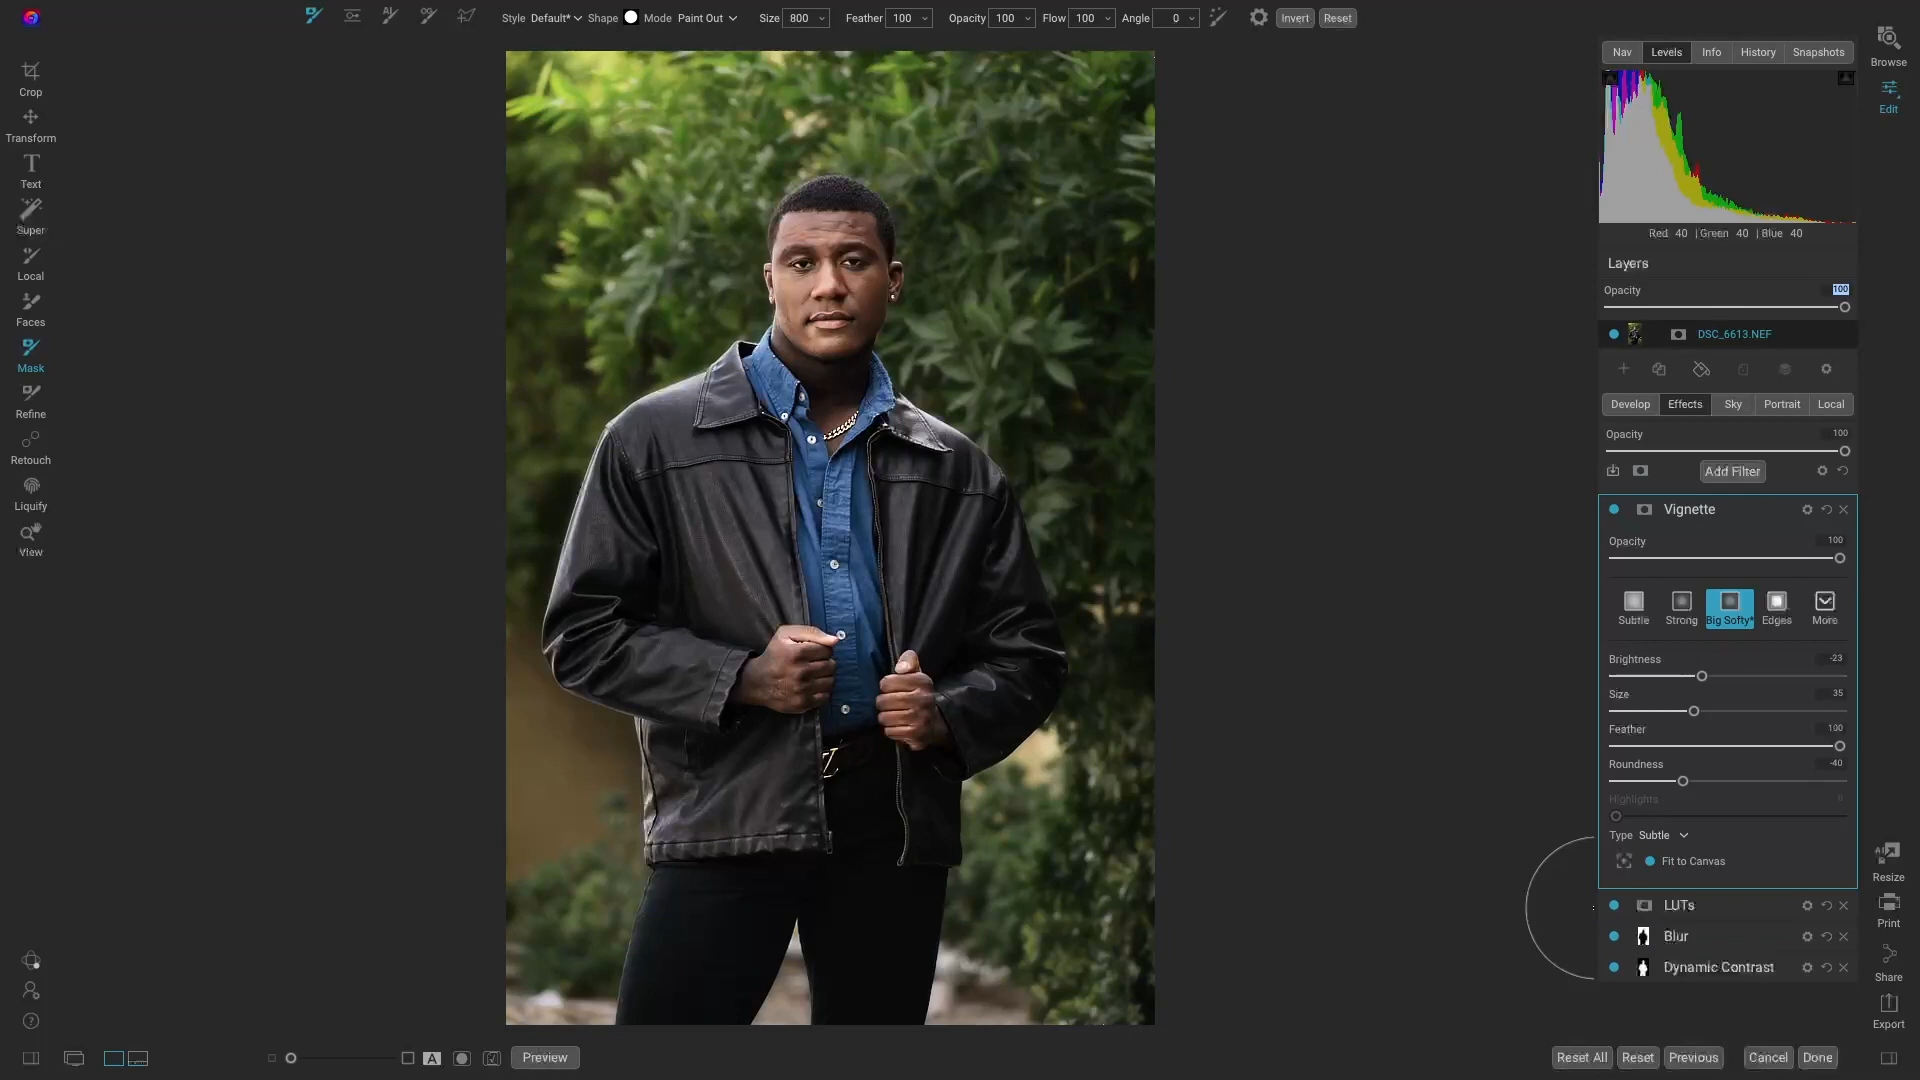 Style Default* Shape Mode Paint Out Size 800 Feather 100 Opacity 100 Flow 100 Angle 0 Invert Reset
Crop
Transform
Text
Super
Local
Faces
Mask
Refine
Retouch
Liquify
View
Preview
Nav Levels Info History Snapshots
Red 40 | Green 40 | Blue 40
Layers
Opacity 100
DSC_6613.NEF
Develop Effects Sky Portrait Local
Opacity 100
Add Filter
Vignette
Opacity 100
Subtle Strong Big Softy* Edges More
Brightness -23
Size 35
Feather 100
Roundness -40
Highlights 0
Type Subtle
Fit to Canvas
LUTs
Blur
Dynamic Contrast
Reset All Reset Previous Cancel Done
Browse
Edit
AI
Resize
Print
Share
Export
A